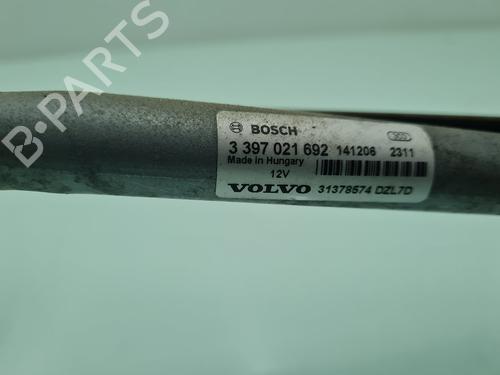 B-PARTS
BOSCH
3 397 021 692 141206 2311
Made in Hungary
12V
VOLVO 31378574 DZL7D